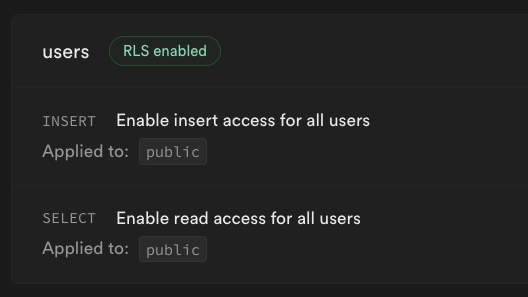 users RLS enabled
INSERT Enable insert access for all users
Applied to: public
SELECT Enable read access for all users
Applied to: public